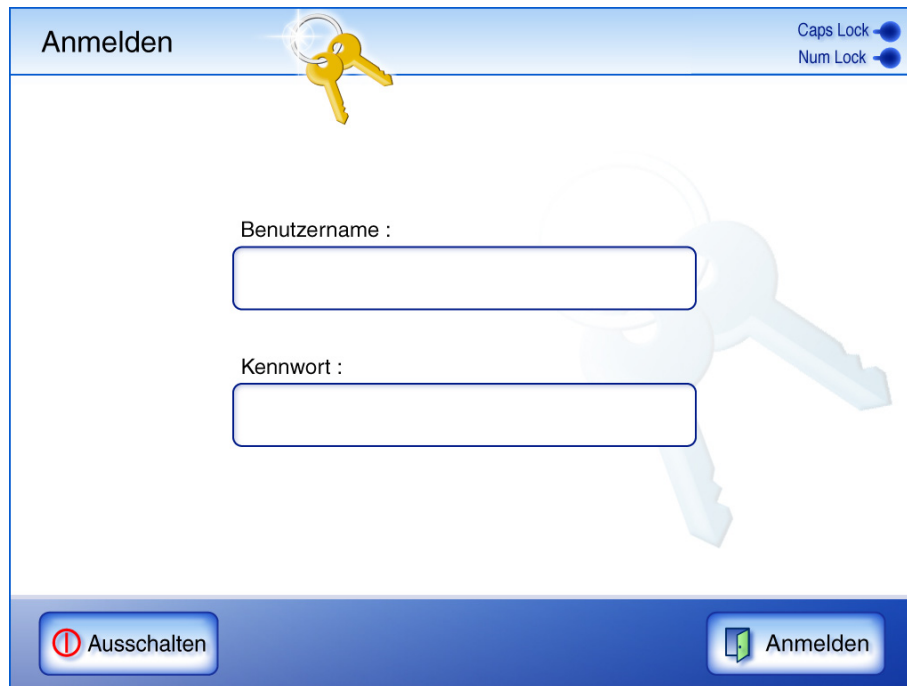 Anmelden
Caps Lock
Num Lock
Benutzername :
Kennwort :
Ausschalten
Anmelden